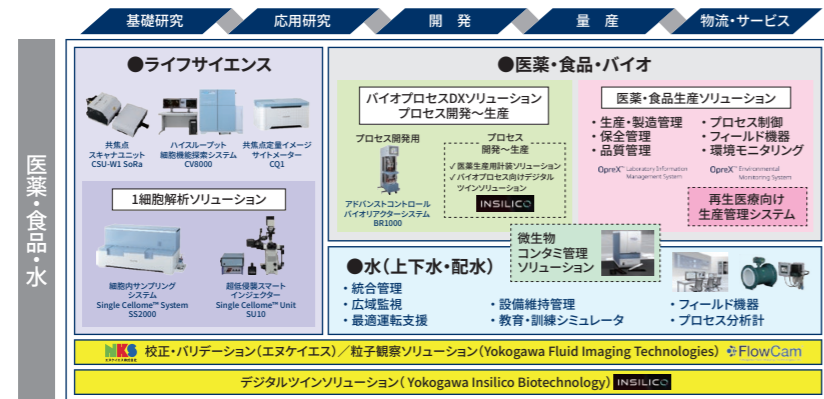 基礎研究
応用研究
開 発
量 産
物流・サービス
医薬・食品・水
●ライフサイエンス
共焦点
スキャナユニット
CSU-W1 SoRa
ハイスループット
細胞機能探索システム
CV8000
共焦点定量イメージ
サイトメーター
CQ1
1細胞解析ソリューション
細胞内サンプリング
システム
Single Cellome™ System
SS2000
超低侵襲スマート
インジェクター
Single Cellome™ Unit
SU10
●医薬・食品・バイオ
バイオプロセスDXソリューション
プロセス開発～生産
プロセス開発用
アドバンストコントロール
バイオリアクターシステム
BR1000
プロセス
開発～生産
✓医薬生産用計装ソリューション
✓バイオプロセス向けデジタル
ツインソリューション
INSILICO
医薬・食品生産ソリューション
・生産・製造管理
・保全管理
・品質管理
・プロセス制御
・フィールド機器
・環境モニタリング
OpreX™ Laboratory Information
Management System
OpreX™ Environmental
Monitoring System
再生医療向け
生産管理システム
微生物
コンタミ管理
ソリューション
●水（上下水・配水）
・統合管理
・広域監視
・最適運転支援
・設備維持管理
・教育・訓練シミュレータ
・フィールド機器
・プロセス分析計
NKS 校正・バリデーション（エヌケイエス）／粒子観察ソリューション（Yokogawa Fluid Imaging Technologies） FlowCam
デジタルツインソリューション（ Yokogawa Insilico Biotechnology） INSILICO